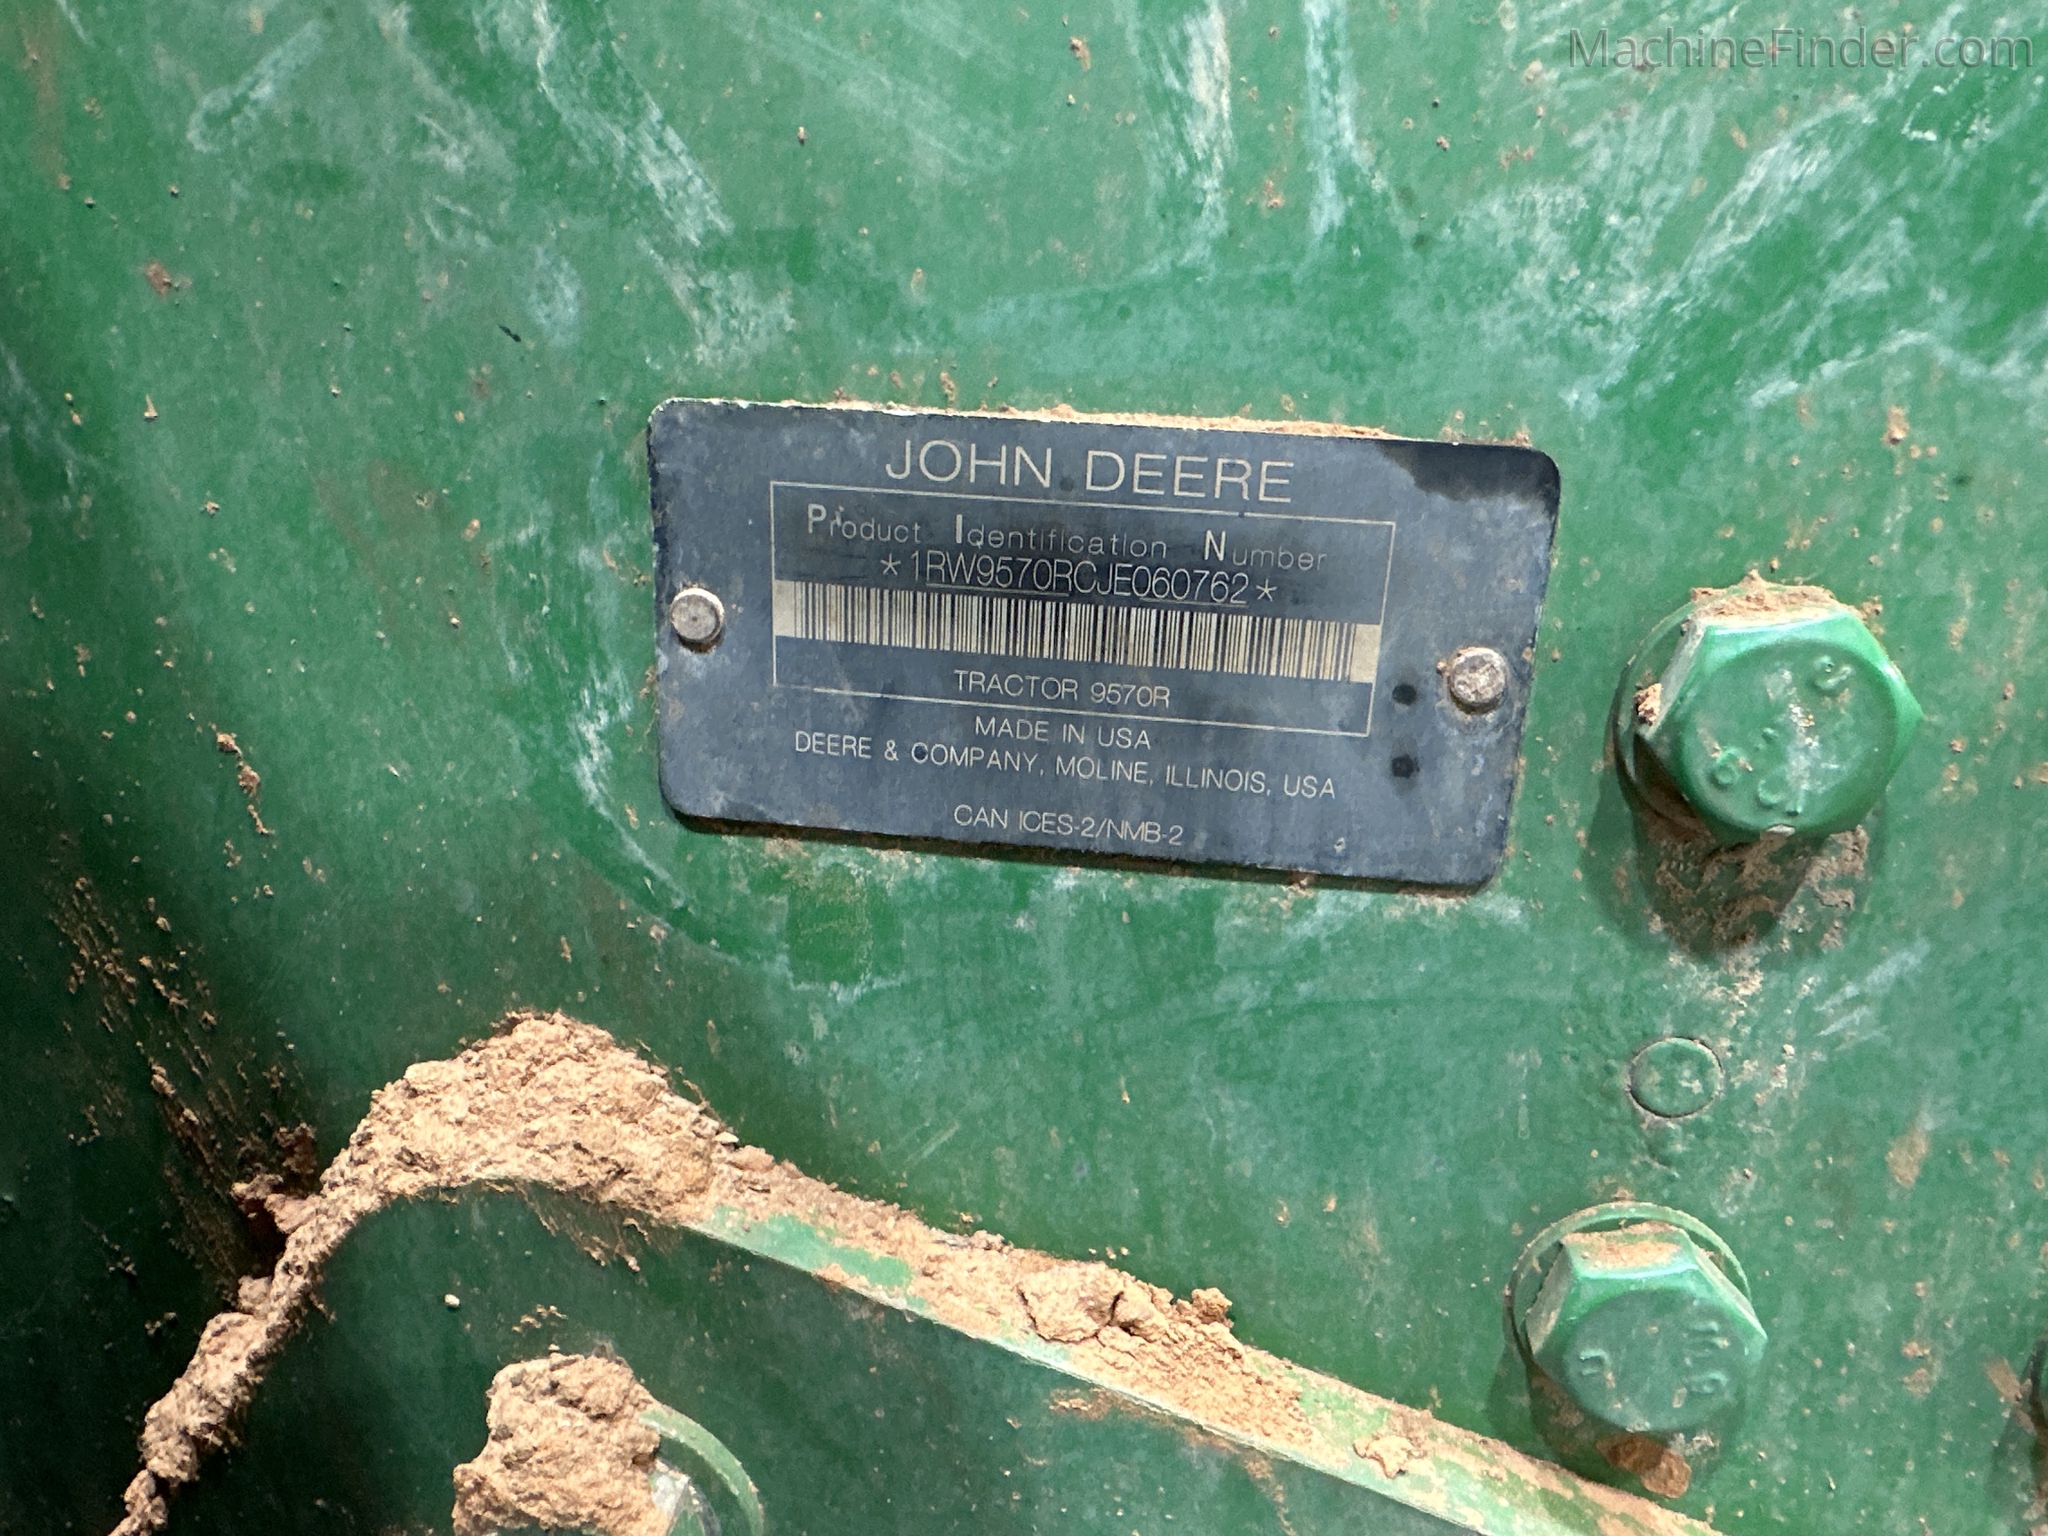 MachineFinder.com
JOHN DEERE
Product Identification Number
*1RW9570RCJE060762*
TRACTOR 9570R
MADE IN USA
DEERE & COMPANY, MOLINE, ILLINOIS, USA
CAN ICES-2/NMB-2